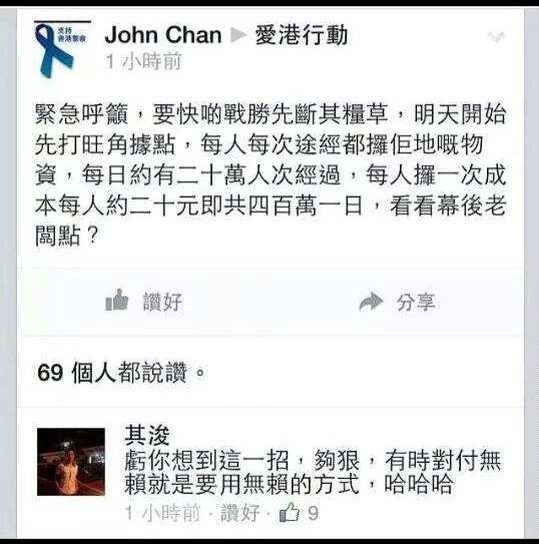 支持
香港警察
John Chan ▶ 愛港行動
1 小時前
緊急呼籲，要快啲戰勝先斷其糧草，明天開始
先打旺角據點，每人每次途經都攞佢地嘅物
資，每日約有二十萬人次經過，每人攞一次成
本每人約二十元即共四百萬一日，看看幕後老
闆點？
讚好 分享
69 個人都說讚。
其浚
虧你想到這一招，夠狠，有時對付無
賴就是要用無賴的方式，哈哈哈
1 小時前 · 讚好 · 9